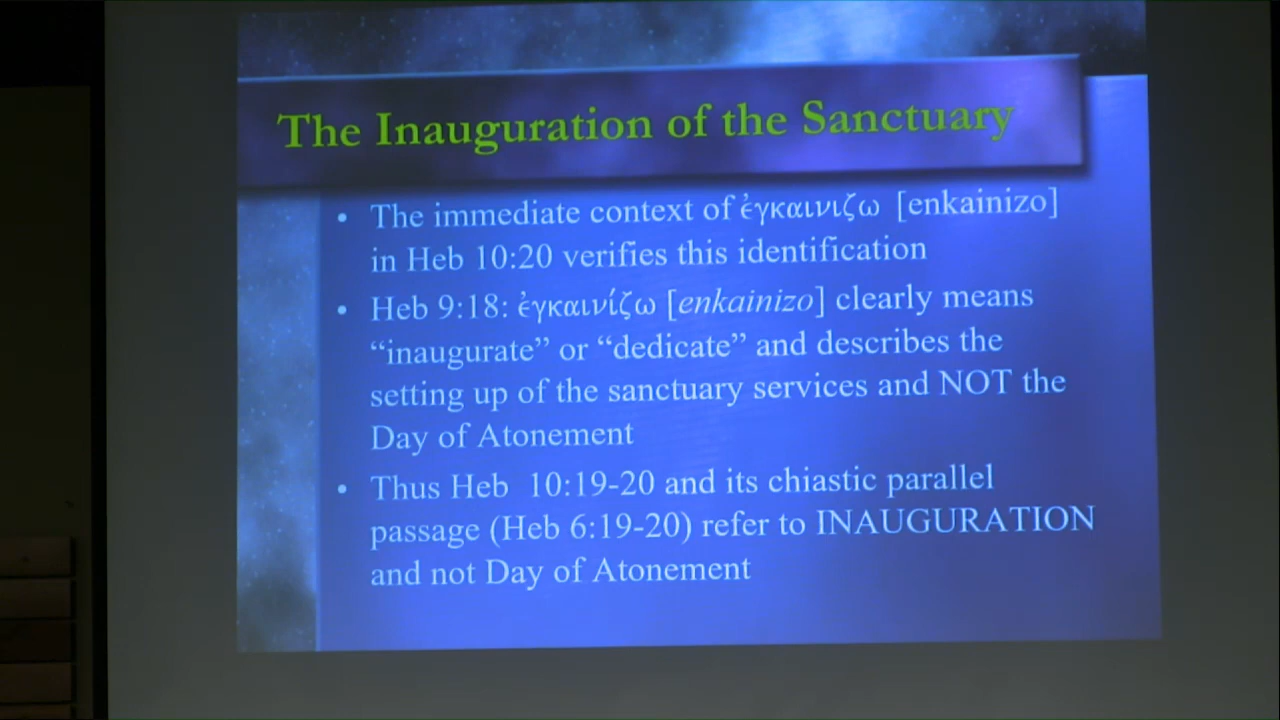 The Inauguration of the Sanctuary
• The immediate context of ἐγκαινιζω [enkainizo]
in Heb 10:20 verifies this identification
• Heb 9:18: ἐγκαινίζω [enkainizo] clearly means
“inaugurate” or “dedicate” and describes the
setting up of the sanctuary services and NOT the
Day of Atonement
• Thus Heb 10:19-20 and its chiastic parallel
passage (Heb 6:19-20) refer to INAUGURATION
and not Day of Atonement